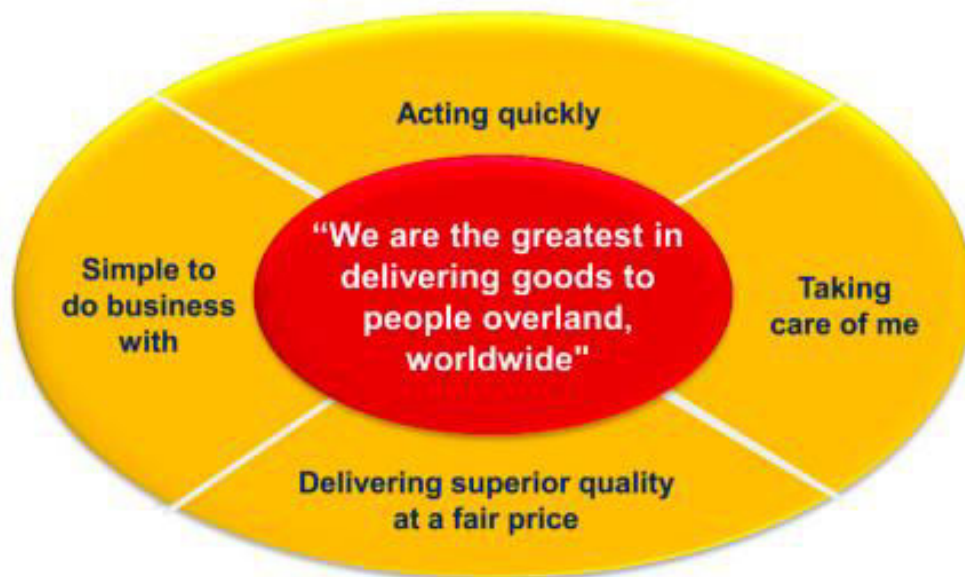 Acting quickly
Simple to
do business
with
“We are the greatest in
delivering goods to
people overland,
worldwide"
Taking
care of me
Delivering superior quality
at a fair price